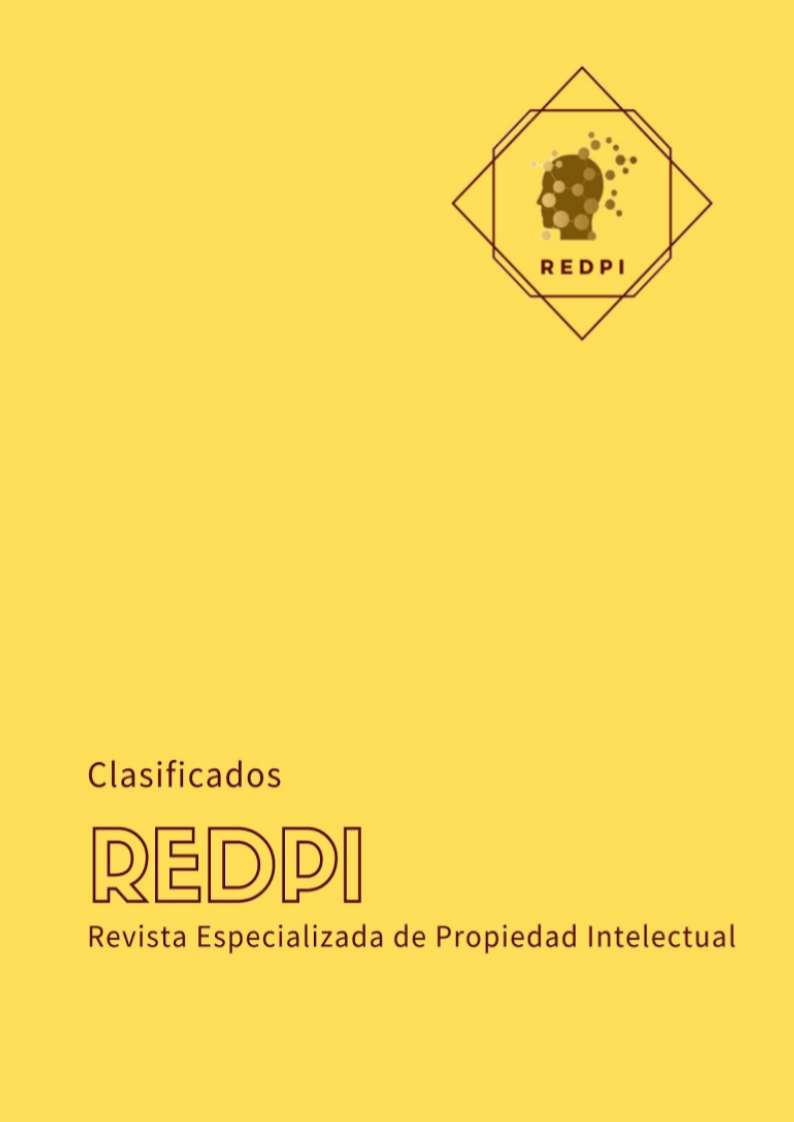 REDPI
Clasificados
REDPI
Revista Especializada de Propiedad Intelectual